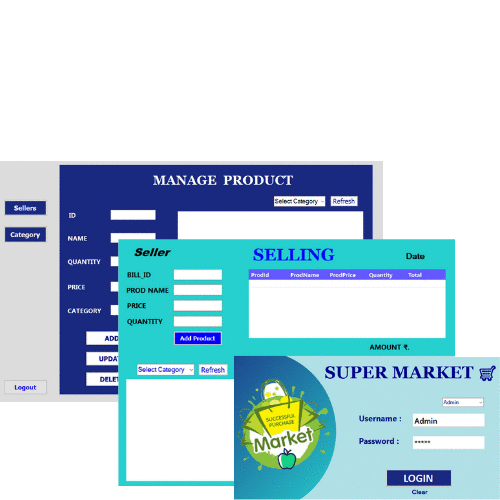 MANAGE PRODUCT
Select Category
Refresh
Sellers
Category
ID
NAME
QUANTITY
PRICE
CATEGORY
ADD
Logout
Seller
SELLING
Date
BILL_ID
PROD NAME
PRICE
QUANTITY
Add Product
ProdId ProdName ProdPrice Quantity Total
AMOUNT ₹.
Select Category
Refresh
SUPER MARKET
Admin
Username :
Admin
Password :
*****
LOGIN
Clear
SUCCESSFUL
PURCHASE
Market